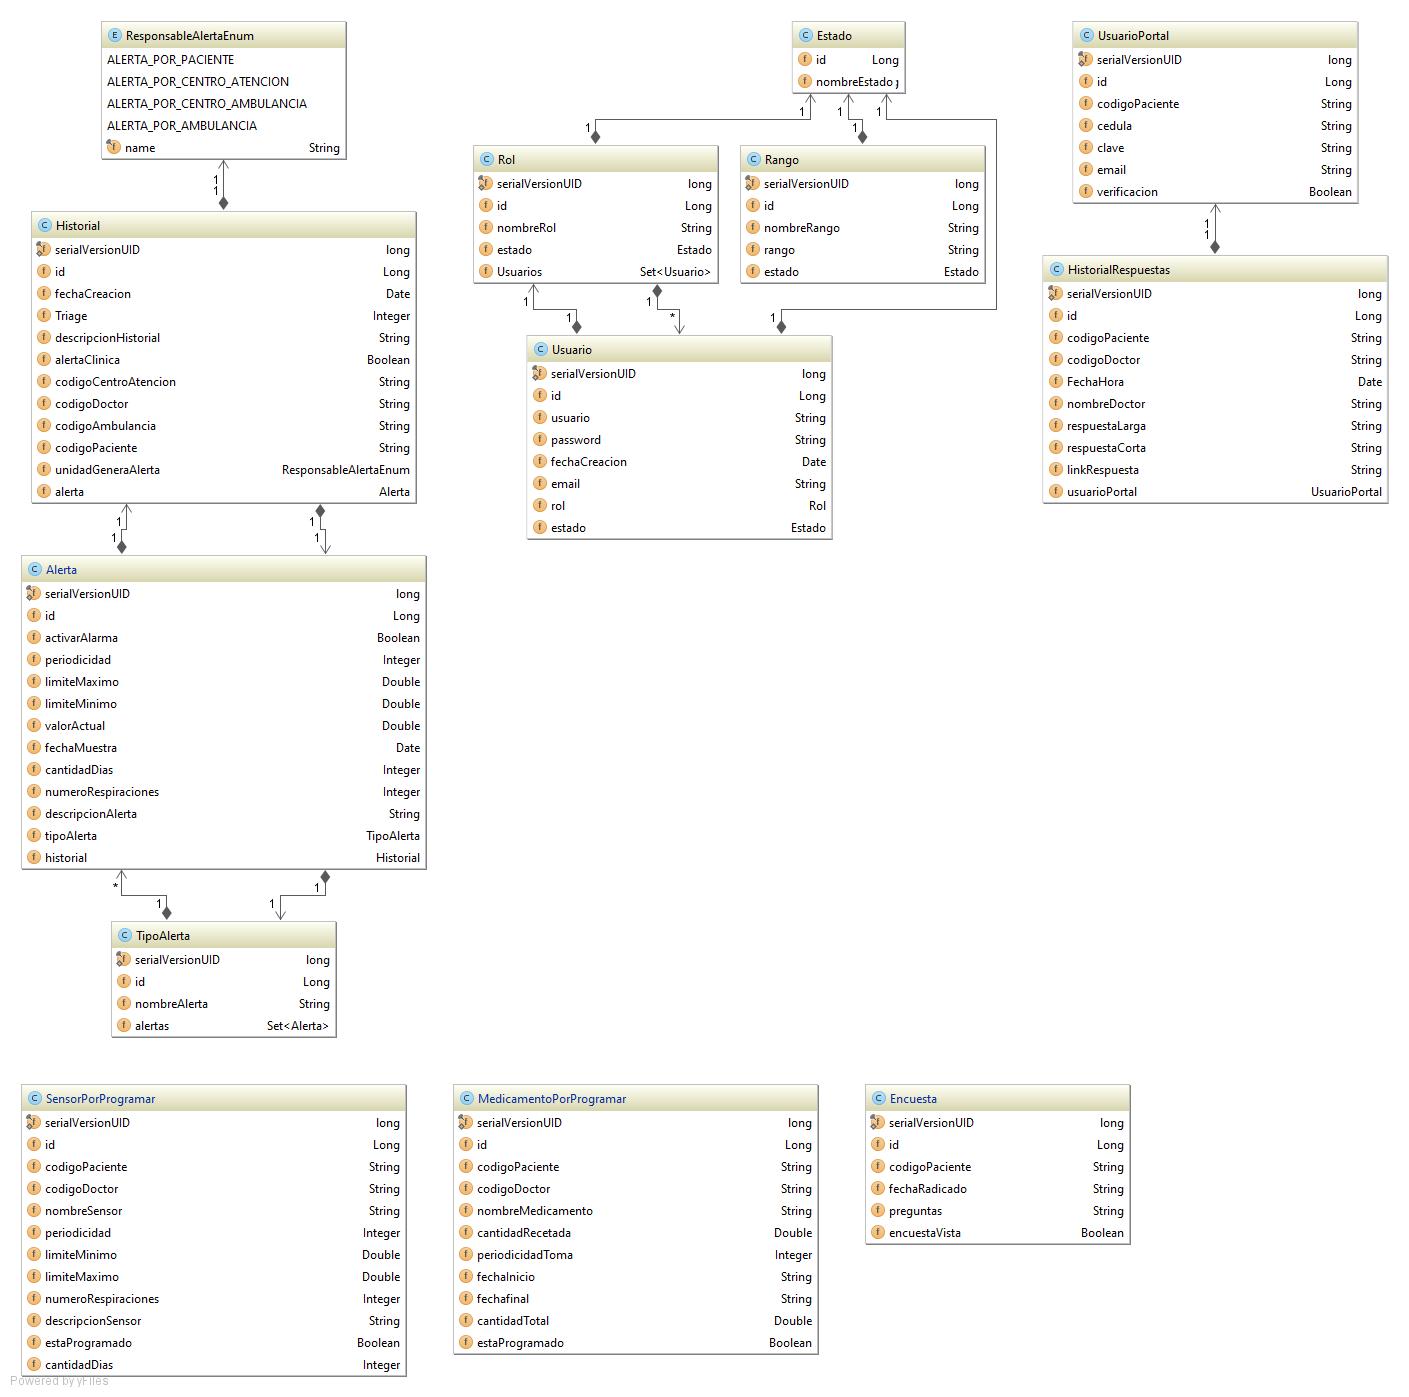 ResponsableAlertaEnum
ALERTA_POR_PACIENTE
ALERTA_POR_CENTRO_ATENCION
ALERTA_POR_CENTRO_AMBULANCIA
ALERTA_POR_AMBULANCIA
name String
1
1
Historial
serialVersionUID long
id Long
fechaCreacion Date
Triage Integer
descripcionHistorial String
alertaClinica Boolean
codigoCentroAtencion String
codigoDoctor String
codigoAmbulancia String
codigoPaciente String
unidadGeneraAlerta ResponsableAlertaEnum
alerta Alerta
1 1
1 1
Alerta
serialVersionUID long
id Long
activarAlarma Boolean
periodicidad Integer
limiteMaximo Double
limiteMinimo Double
valorActual Double
fechaMuestra Date
cantidadDias Integer
numeroRespiraciones Integer
descripcionAlerta String
tipoAlerta TipoAlerta
historial Historial
* 1
1 1
TipoAlerta
serialVersionUID long
id Long
nombreAlerta String
alertas Set<Alerta>
Estado
id Long
nombreEstado
1 1 1
1 1
Rol
serialVersionUID long
id Long
nombreRol String
estado Estado
Usuarios Set<Usuario>
Rango
serialVersionUID long
id Long
nombreRango String
rango String
estado Estado
1 1
1 * 1
Usuario
serialVersionUID long
id Long
usuario String
password String
fechaCreacion Date
email String
rol Rol
estado Estado
UsuarioPortal
serialVersionUID long
id Long
codigoPaciente String
cedula String
clave String
email String
verificacion Boolean
1
1
HistorialRespuestas
serialVersionUID long
id Long
codigoPaciente String
codigoDoctor String
FechaHora Date
nombreDoctor String
respuestaLarga String
respuestaCorta String
linkRespuesta String
usuarioPortal UsuarioPortal
SensorPorProgramar
serialVersionUID long
id Long
codigoPaciente String
codigoDoctor String
nombreSensor String
periodicidad Integer
limiteMinimo Double
limiteMaximo Double
numeroRespiraciones Integer
descripcionSensor String
estaProgramado Boolean
cantidadDias Integer
MedicamentoPorProgramar
serialVersionUID long
id Long
codigoPaciente String
codigoDoctor String
nombreMedicamento String
cantidadRecetada Double
periodicidadToma Integer
fechaInicio String
fechafinal String
cantidadTotal Double
estaProgramado Boolean
Encuesta
serialVersionUID long
id Long
codigoPaciente String
fechaRadicado String
preguntas String
encuestaVista Boolean
Powered by yFiles